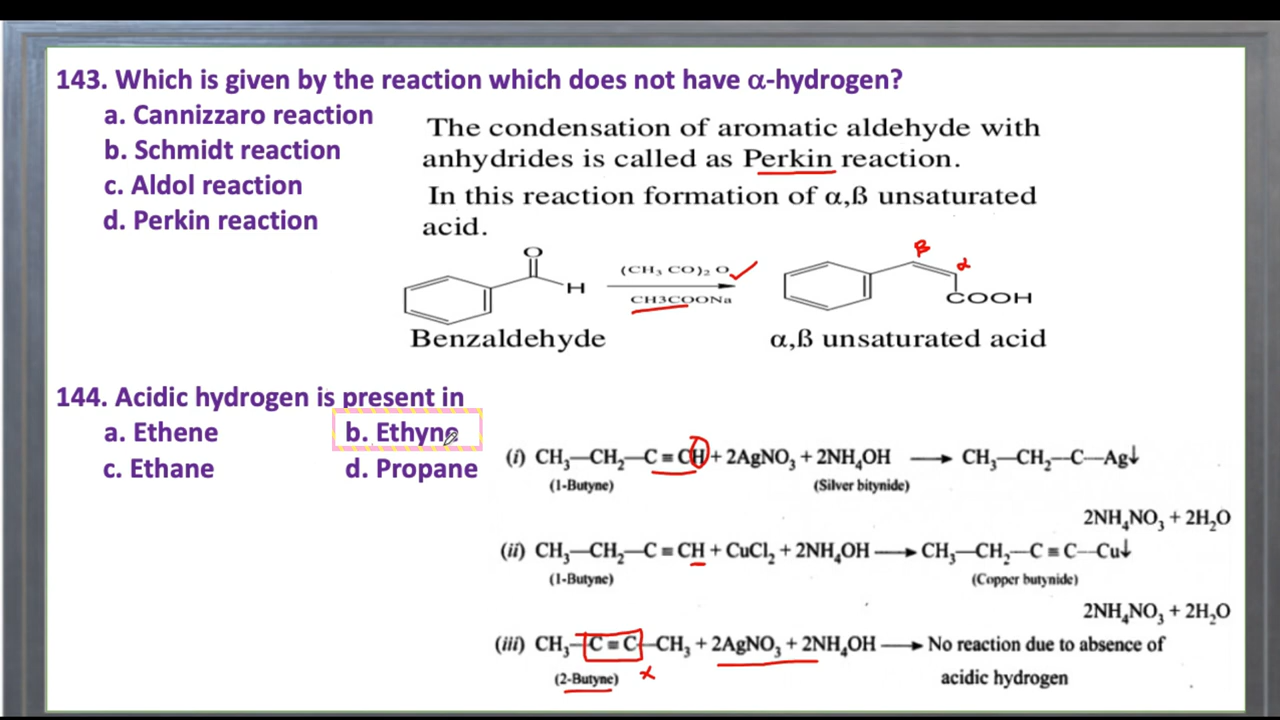 143. Which is given by the reaction which does not have α-hydrogen?
a. Cannizzaro reaction
b. Schmidt reaction
c. Aldol reaction
d. Perkin reaction
The condensation of aromatic aldehyde with
anhydrides is called as Perkin reaction.
In this reaction formation of α,ß unsaturated
acid.
O
H
(CH₃ CO)₂ O
CH3COONa
β
α
COOH
Benzaldehyde
α,ß unsaturated acid
144. Acidic hydrogen is present in
a. Ethene b. Ethyne
c. Ethane d. Propane
(i) CH₃—CH₂—C≡CH + 2AgNO₃ + 2NH₄OH ⟶ CH₃—CH₂—C—Ag↓
(1-Butyne) (Silver bitynide)
2NH₄NO₃ + 2H₂O
(ii) CH₃—CH₂—C≡CH + CuCl₂ + 2NH₄OH ⟶ CH₃—CH₂—C≡C—Cu↓
(1-Butyne) (Copper butynide)
2NH₄NO₃ + 2H₂O
(iii) CH₃—C≡C—CH₃ + 2AgNO₃ + 2NH₄OH ⟶ No reaction due to absence of
(2-Butyne) x acidic hydrogen